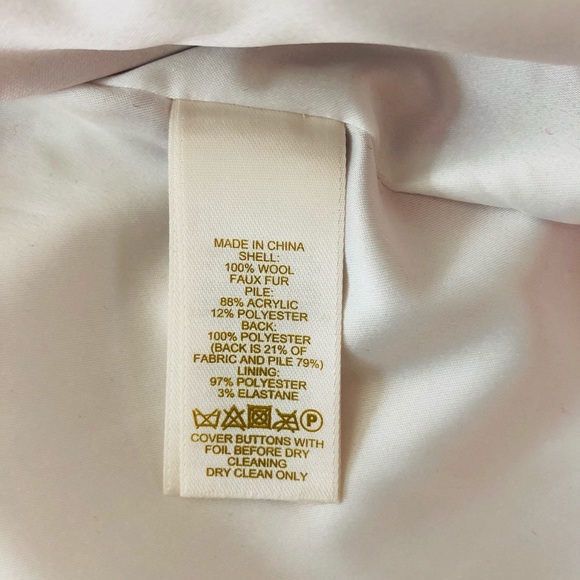 MADE IN CHINA
SHELL:
100% WOOL
FAUX FUR
PILE:
88% ACRYLIC
12% POLYESTER
BACK:
100% POLYESTER
(BACK IS 21% OF
FABRIC AND PILE 79%)
LINING:
97% POLYESTER
3% ELASTANE
P
COVER BUTTONS WITH
FOIL BEFORE DRY
CLEANING
DRY CLEAN ONLY